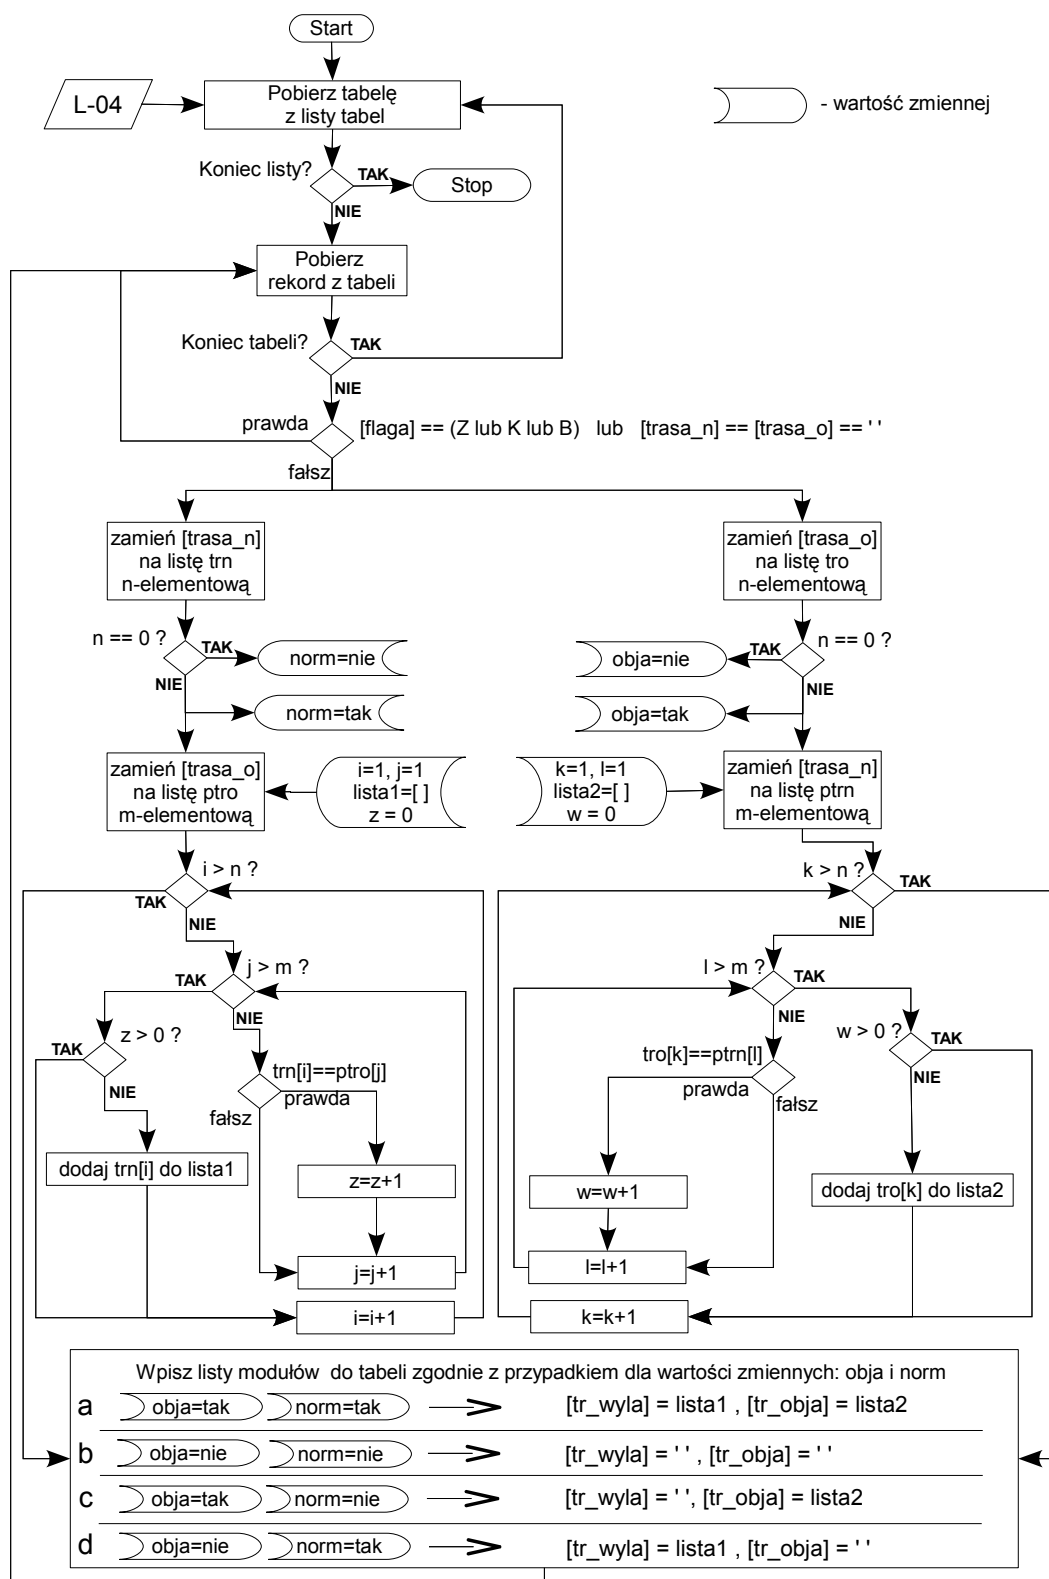 Start
L-04
Pobierz tabelę
z listy tabel
- wartość zmiennej
Koniec listy?
TAK
Stop
NIE
Pobierz
rekord z tabeli
Koniec tabeli?
TAK
NIE
prawda
[flaga] == (Z lub K lub B) lub [trasa_n] == [trasa_o] == ' '
fałsz
zamień [trasa_n]
na listę trn
n-elementową
zamień [trasa_o]
na listę tro
n-elementową
n == 0 ?
TAK
norm=nie
NIE
norm=tak
obja=nie
TAK
n == 0 ?
NIE
obja=tak
zamień [trasa_o]
na listę ptro
m-elementową
i=1, j=1
lista1=[ ]
z = 0
k=1, l=1
lista2=[ ]
w = 0
zamień [trasa_n]
na listę ptrn
m-elementową
i > n ?
TAK
NIE
k > n ?
TAK
NIE
j > m ?
TAK
NIE
l > m ?
TAK
NIE
z > 0 ?
TAK
NIE
trn[i]==ptro[j]
prawda
fałsz
tro[k]==ptrn[l]
prawda
fałsz
w > 0 ?
TAK
NIE
dodaj trn[i] do lista1
z=z+1
w=w+1
dodaj tro[k] do lista2
j=j+1
l=l+1
i=i+1
k=k+1
Wpisz listy modułów do tabeli zgodnie z przypadkiem dla wartości zmiennych: obja i norm
a obja=tak norm=tak [tr_wyla] = lista1 , [tr_obja] = lista2
b obja=nie norm=nie [tr_wyla] = ' ' , [tr_obja] = ' '
c obja=tak norm=nie [tr_wyla] = ' ', [tr_obja] = lista2
d obja=nie norm=tak [tr_wyla] = lista1 , [tr_obja] = ' '